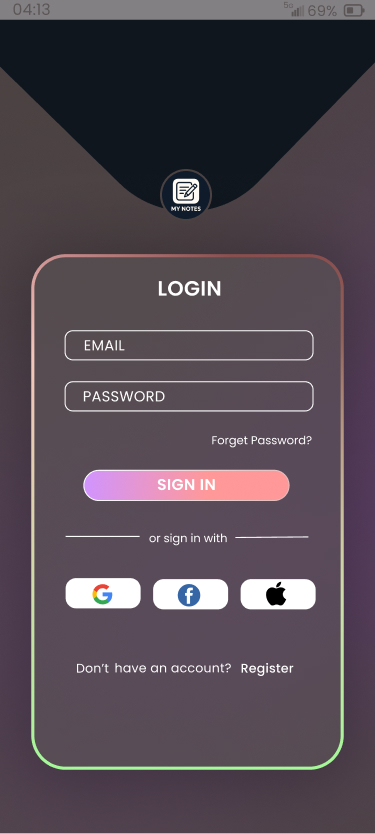 04:13
5G 69%
MY NOTES
LOGIN
EMAIL
PASSWORD
Forget Password?
SIGN IN
or sign in with
G f
Don’t have an account? Register